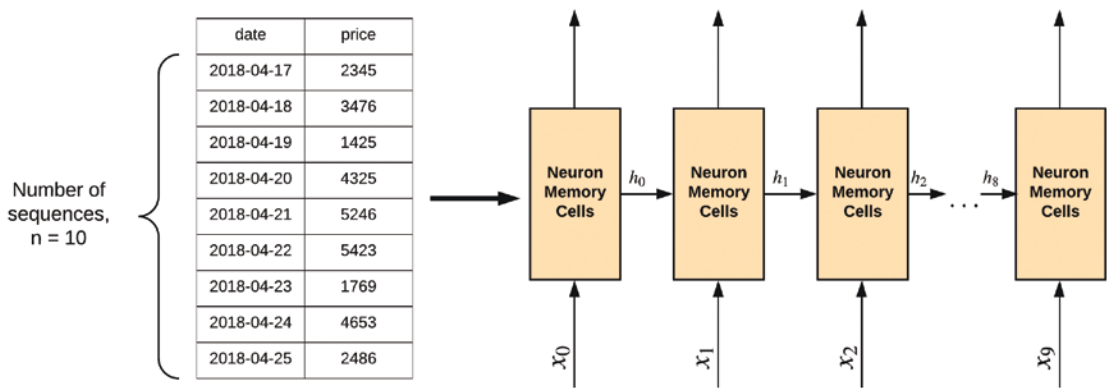 Number of
sequences,
n = 10
date price
2018-04-17 2345
2018-04-18 3476
2018-04-19 1425
2018-04-20 4325
2018-04-21 5246
2018-04-22 5423
2018-04-23 1769
2018-04-24 4653
2018-04-25 2486
Neuron
Memory
Cells
h₀
Neuron
Memory
Cells
h₁
Neuron
Memory
Cells
h₂
...
h₈
Neuron
Memory
Cells
x₀
x₁
x₂
x₉